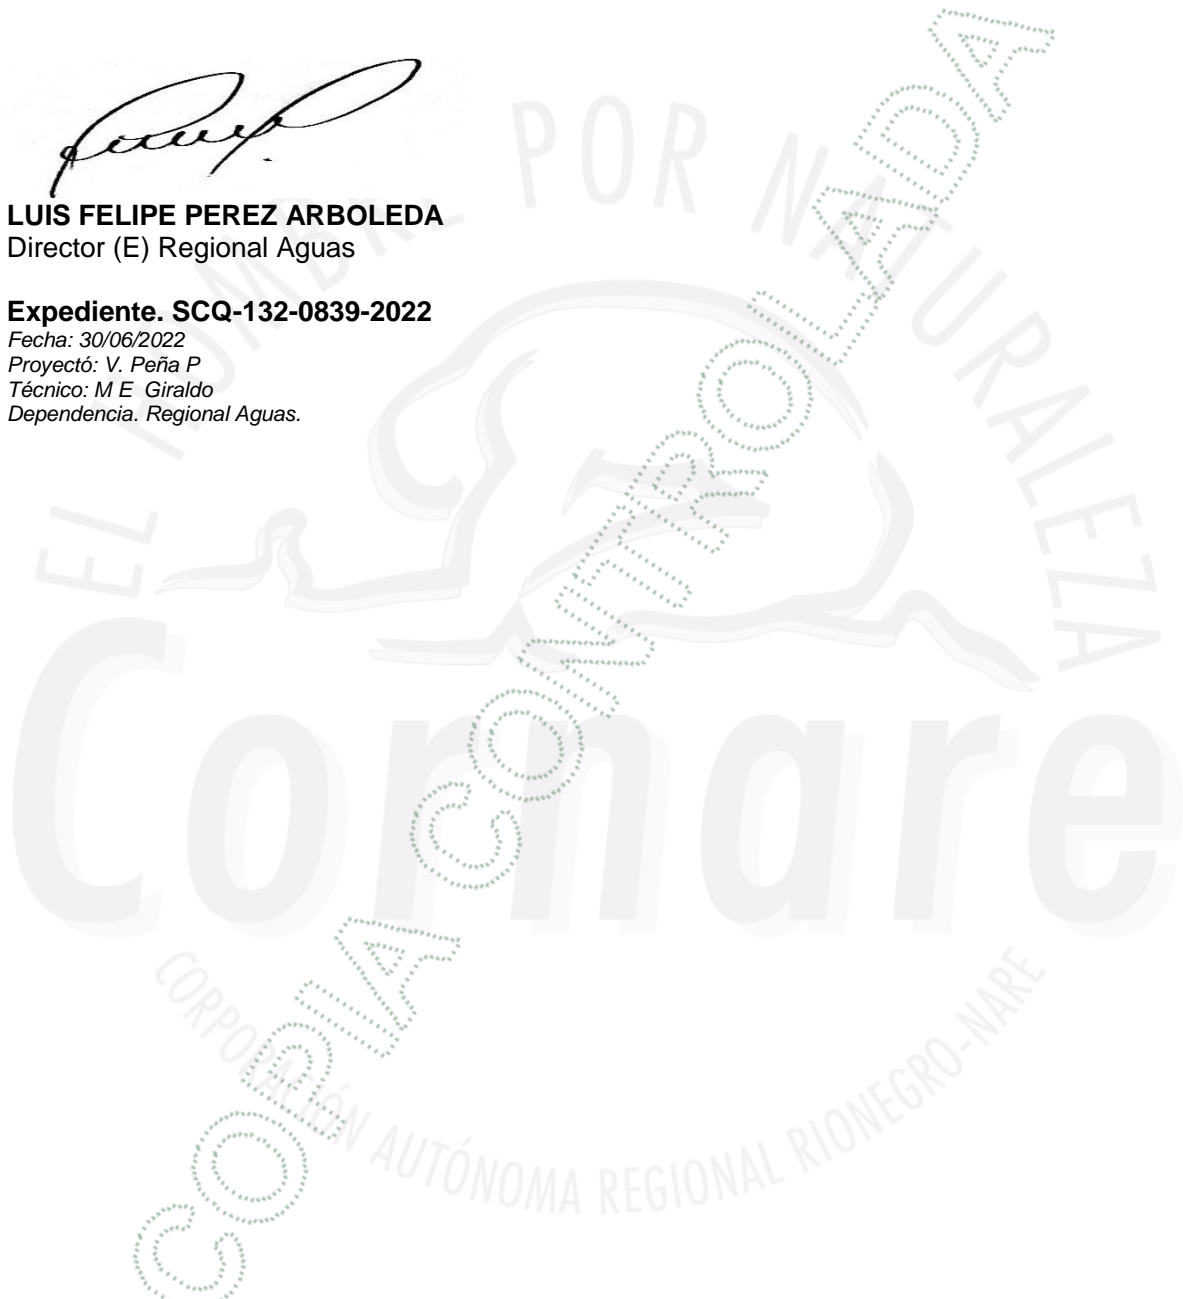 LUIS FELIPE PEREZ ARBOLEDA
Director (E) Regional Aguas
Expediente. SCQ-132-0839-2022
Fecha: 30/06/2022
Proyectó: V. Peña P
Técnico: M E  Giraldo
Dependencia. Regional Aguas.
EL HOMBRE POR NATURALEZA
Cornare
CORPORACIÓN AUTÓNOMA REGIONAL RIONEGRO-NARE
COPIA CONTROLADA